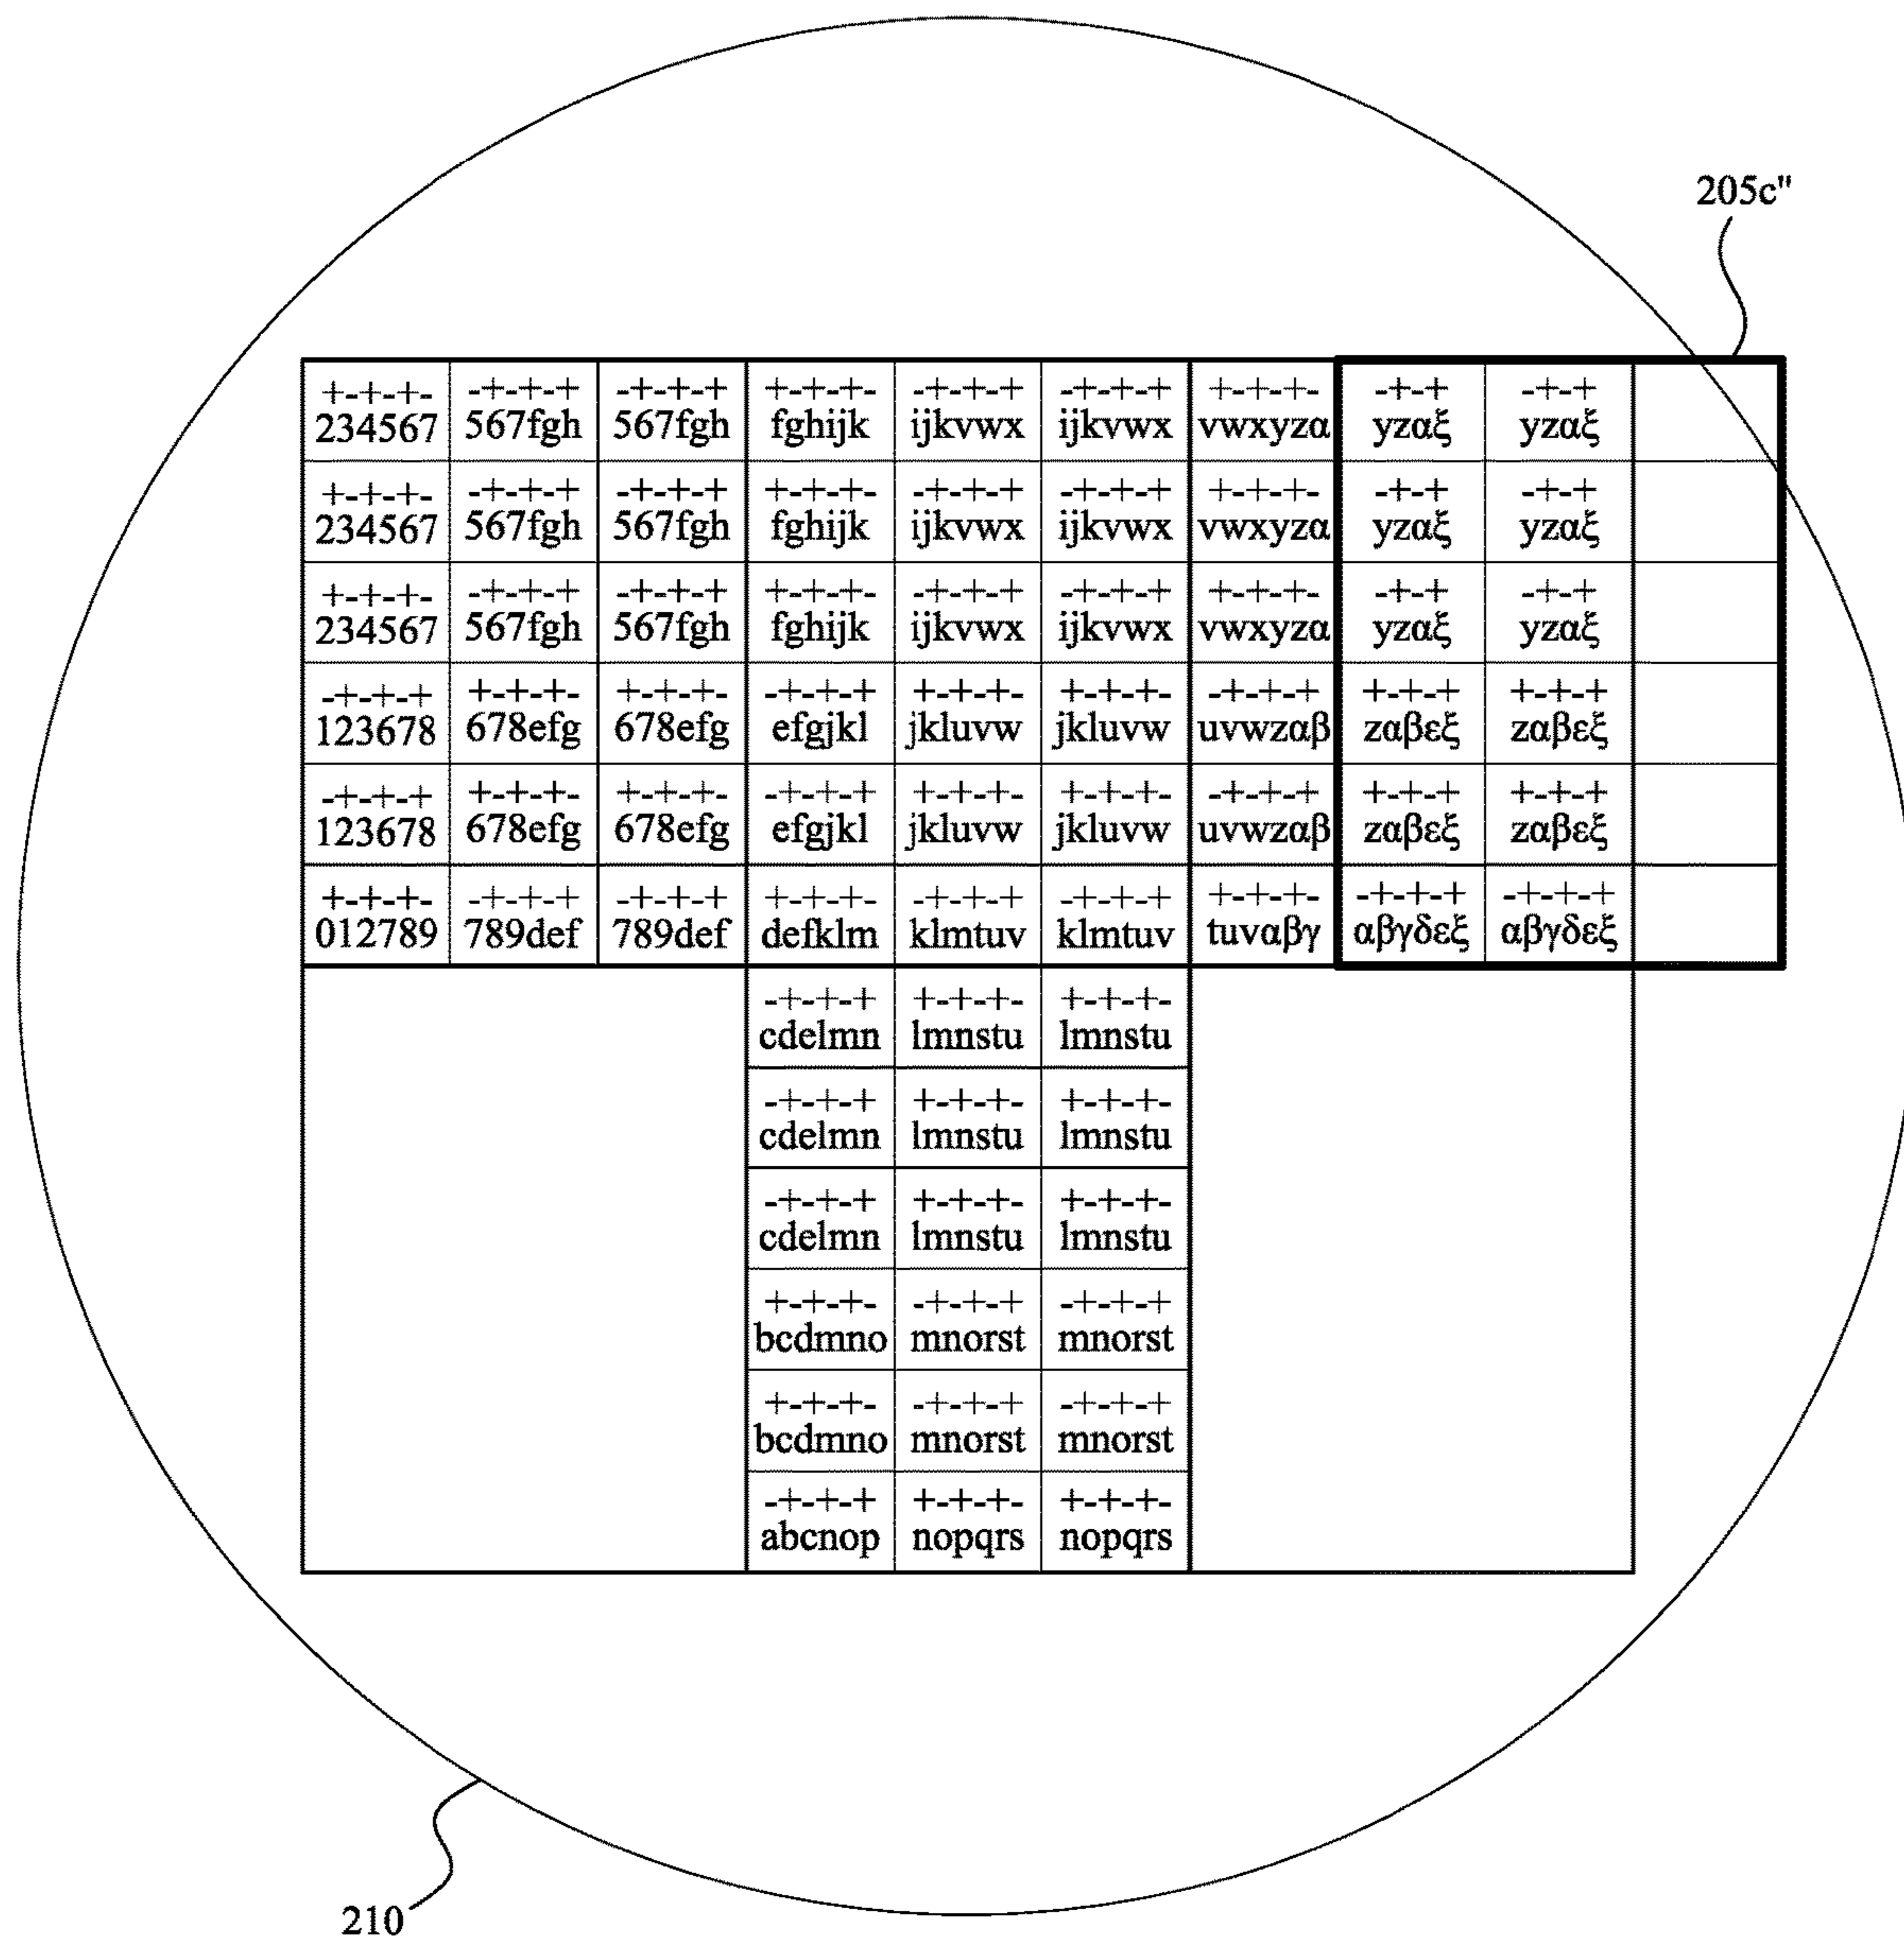 205c"
+-+-+- -+-+-+ -+-+-+ +-+-+- -+-+-+ -+-+-+ +-+-+- -+-+ -+-+
234567 567fgh 567fgh fghijk ijkvwx ijkvwx vwxyzα yzαξ yzαξ
+-+-+- -+-+-+ -+-+-+ +-+-+- -+-+-+ -+-+-+ +-+-+- -+-+ -+-+
234567 567fgh 567fgh fghijk ijkvwx ijkvwx vwxyzα yzαξ yzαξ
+-+-+- -+-+-+ -+-+-+ +-+-+- -+-+-+ -+-+-+ +-+-+- -+-+ -+-+
234567 567fgh 567fgh fghijk ijkvwx ijkvwx vwxyzα yzαξ yzαξ
-+-+-+ +-+-+- +-+-+- -+-+-+ +-+-+- +-+-+- -+-+-+ +-+-+ +-+-+
123678 678efg 678efg efgjkl jkluvw jkluvw uvwzαβ zαβεξ zαβεξ
-+-+-+ +-+-+- +-+-+- -+-+-+ +-+-+- +-+-+- -+-+-+ +-+-+ +-+-+
123678 678efg 678efg efgjkl jkluvw jkluvw uvwzαβ zαβεξ zαβεξ
+-+-+- -+-+-+ -+-+-+ +-+-+- -+-+-+ -+-+-+ +-+-+- -+-+-+ -+-+-+
012789 789def 789def defklm klmtuv klmtuv tuvαβγ αβγδεξ αβγδεξ
-+-+-+ +-+-+- +-+-+-
cdelmn lmnstu lmnstu
-+-+-+ +-+-+- +-+-+-
cdelmn lmnstu lmnstu
-+-+-+ +-+-+- +-+-+-
cdelmn lmnstu lmnstu
+-+-+- -+-+-+ -+-+-+
bcdmno mnorst mnorst
+-+-+- -+-+-+ -+-+-+
bcdmno mnorst mnorst
-+-+-+ +-+-+- +-+-+-
abcnop nopqrs nopqrs
210